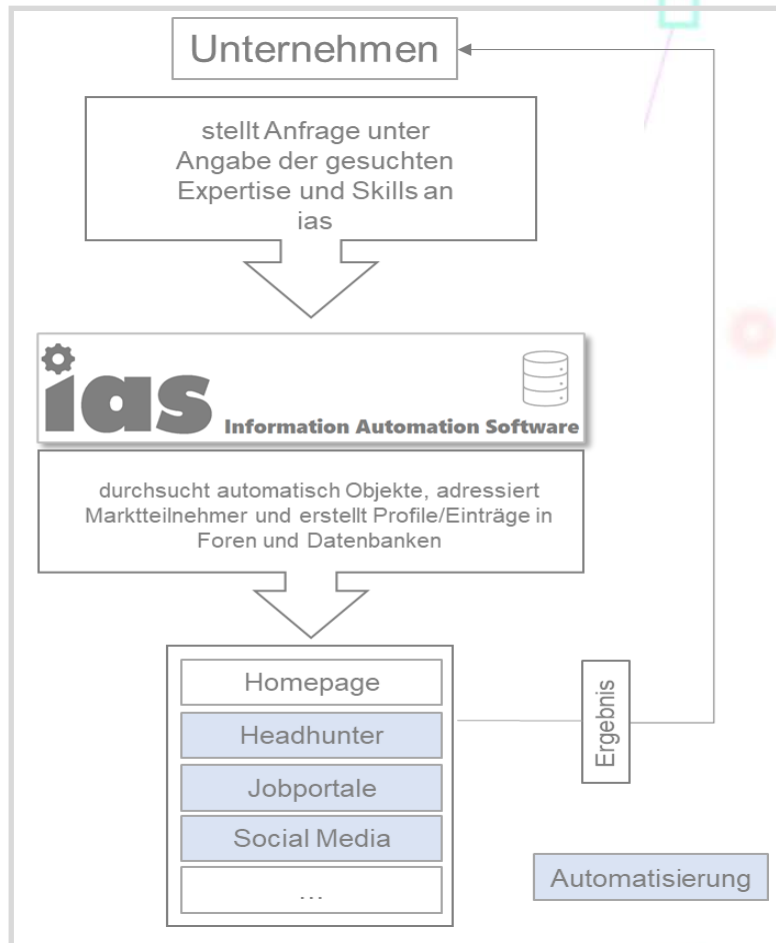 Unternehmen
stellt Anfrage unter
Angabe der gesuchten
Expertise und Skills an
ias
ias
Information Automation Software
durchsucht automatisch Objekte, adressiert
Marktteilnehmer und erstellt Profile/Einträge in
Foren und Datenbanken
Homepage
Headhunter
Jobportale
Social Media
...
Ergebnis
Automatisierung